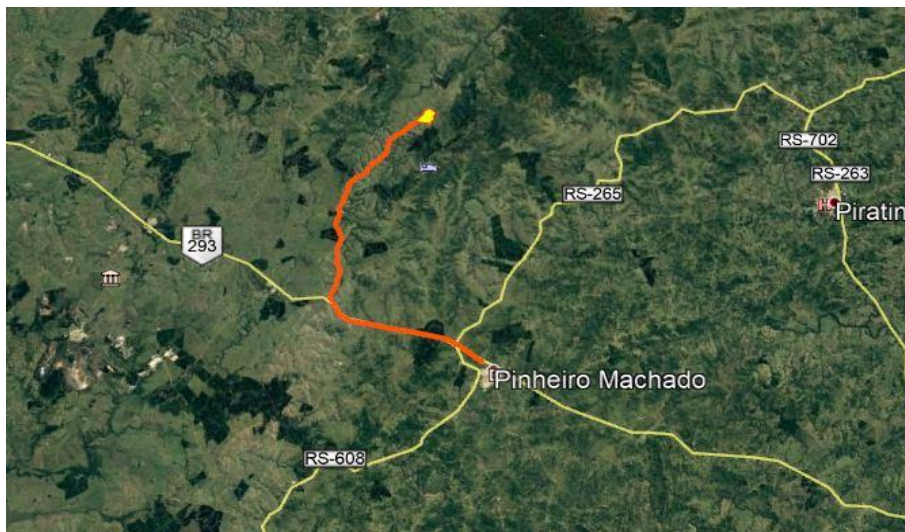 RS-702
RS-263
RS-265
Piratin
BR
293
Pinheiro Machado
RS-608